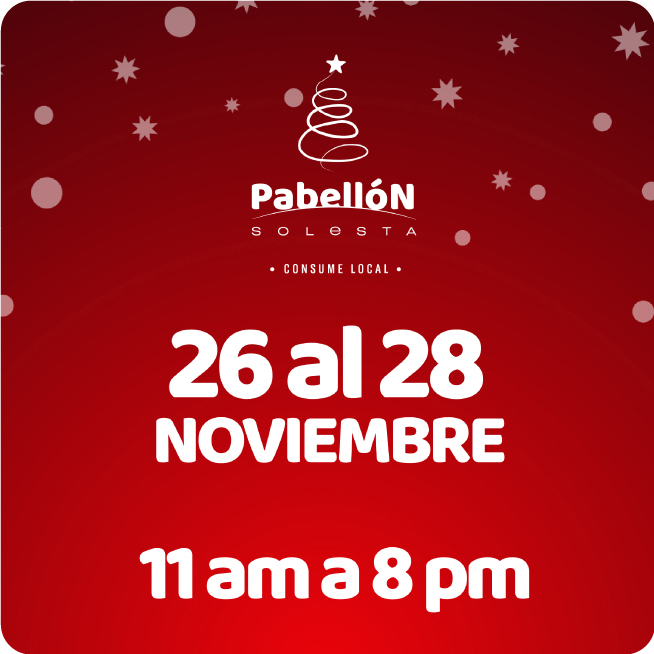 PabellóN
SOLeSTA
• CONSUME LOCAL •
26 al 28
NOVIEMBRE
11 am a 8 pm